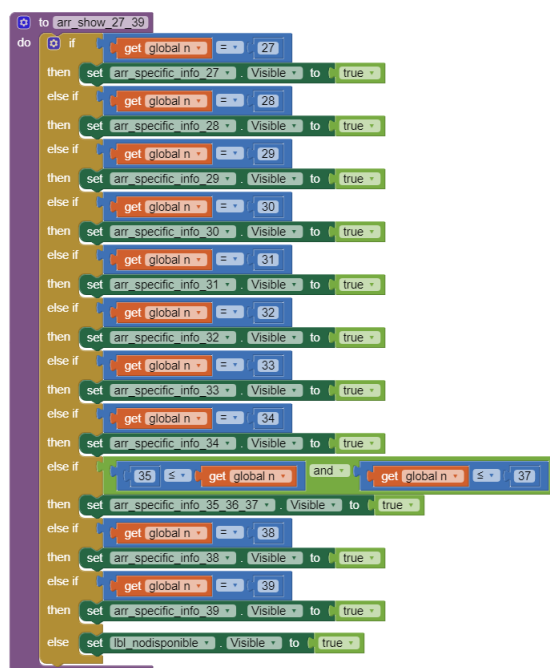 to arr_show_27_39
do if get global n = 27
then set arr_specific_info_27 . Visible to true
else if get global n = 28
then set arr_specific_info_28 . Visible to true
else if get global n = 29
then set arr_specific_info_29 . Visible to true
else if get global n = 30
then set arr_specific_info_30 . Visible to true
else if get global n = 31
then set arr_specific_info_31 . Visible to true
else if get global n = 32
then set arr_specific_info_32 . Visible to true
else if get global n = 33
then set arr_specific_info_33 . Visible to true
else if get global n = 34
then set arr_specific_info_34 . Visible to true
else if 35 ≤ get global n and get global n ≤ 37
then set arr_specific_info_35_36_37 . Visible to true
else if get global n = 38
then set arr_specific_info_38 . Visible to true
else if get global n = 39
then set arr_specific_info_39 . Visible to true
else set lbl_nodisponible . Visible to true